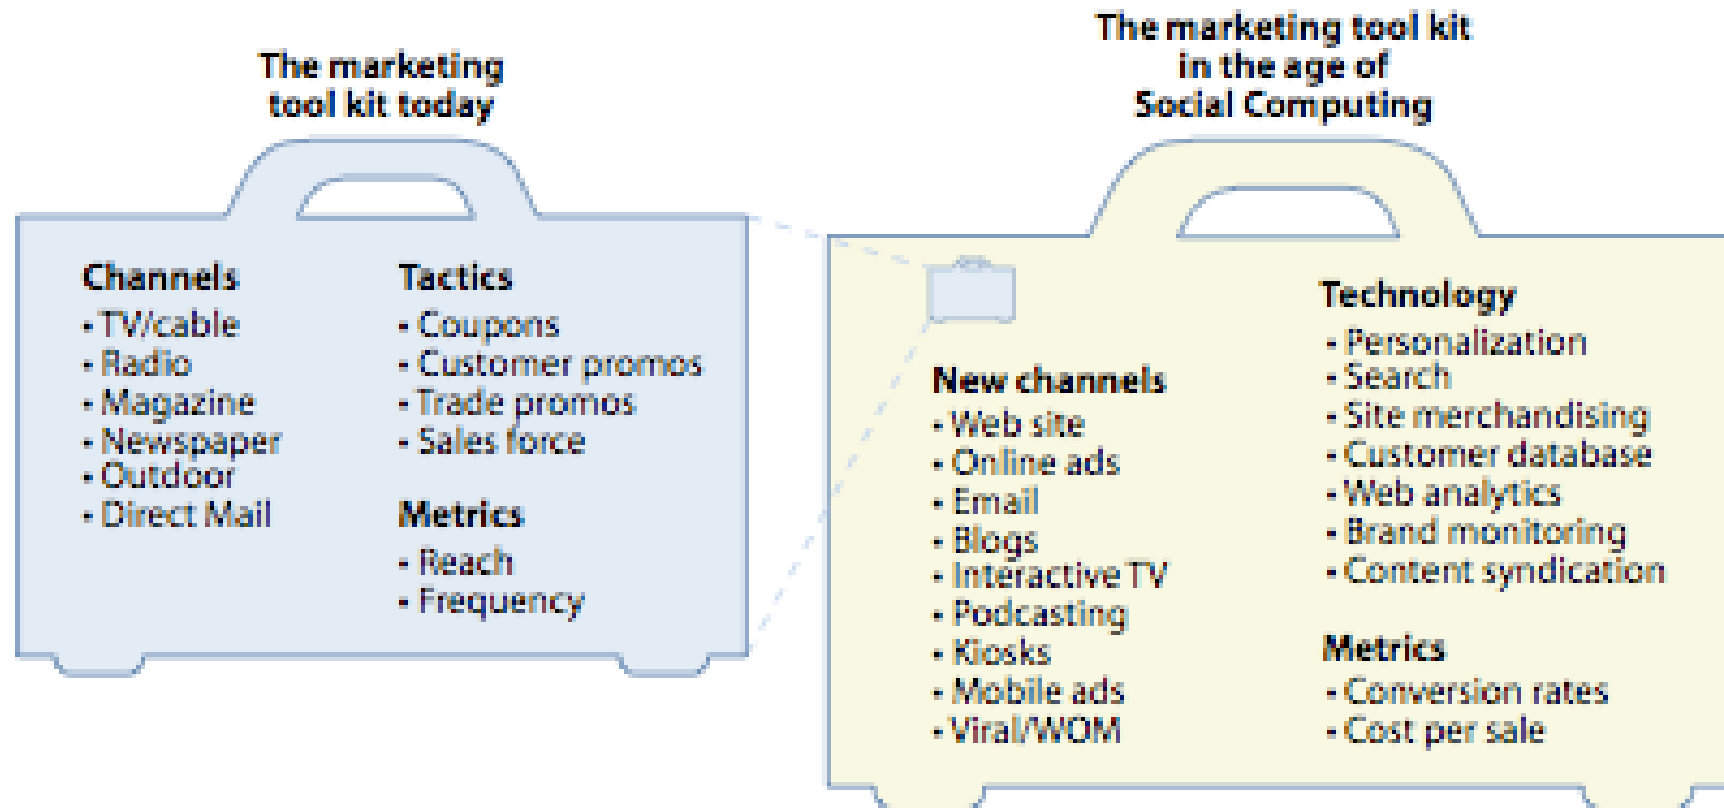 The marketing
tool kit today
Channels
• TV/cable
• Radio
• Magazine
• Newspaper
• Outdoor
• Direct Mail
Tactics
• Coupons
• Customer promos
• Trade promos
• Sales force
Metrics
• Reach
• Frequency
The marketing tool kit
in the age of
Social Computing
New channels
• Web site
• Online ads
• Email
• Blogs
• Interactive TV
• Podcasting
• Kiosks
• Mobile ads
• Viral/WOM
Technology
• Personalization
• Search
• Site merchandising
• Customer database
• Web analytics
• Brand monitoring
• Content syndication
Metrics
• Conversion rates
• Cost per sale